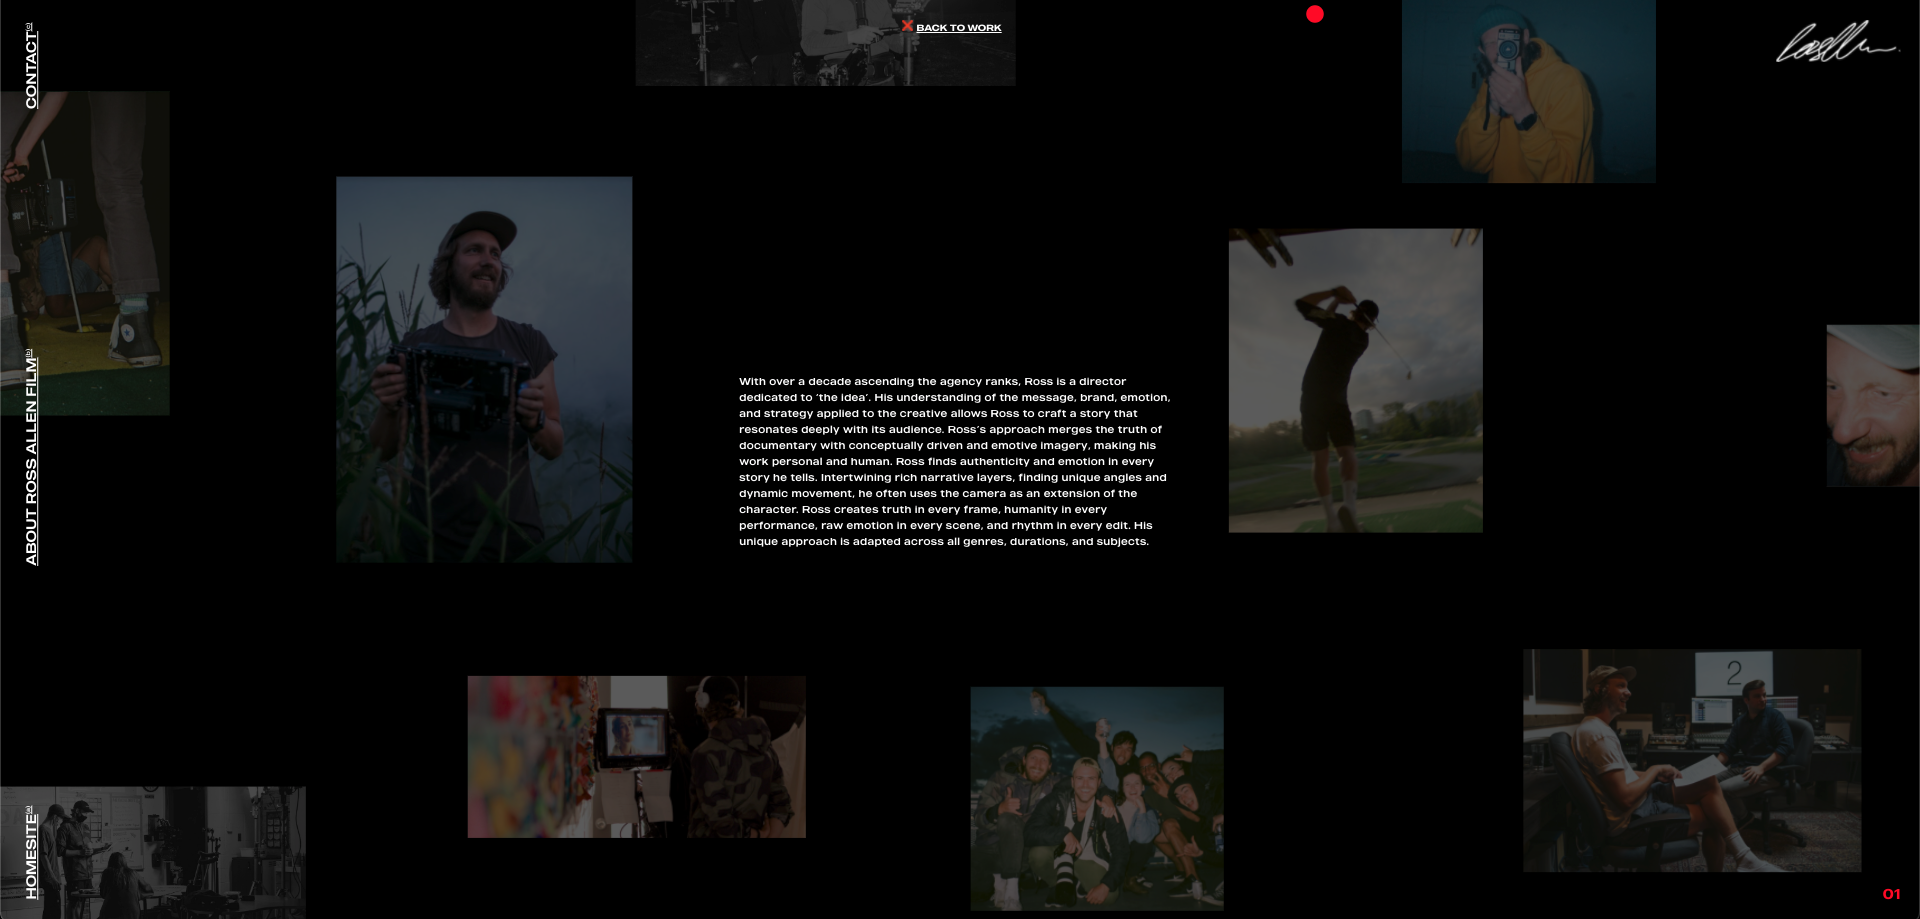 CONTACT(c)
BACK TO WORK
ABOUT ROSS ALLEN FILM(b)
With over a decade ascending the agency ranks, Ross is a director
dedicated to ‘the idea’. His understanding of the message, brand, emotion,
and strategy applied to the creative allows Ross to craft a story that
resonates deeply with its audience. Ross’s approach merges the truth of
documentary with conceptually driven and emotive imagery, making his
work personal and human. Ross finds authenticity and emotion in every
story he tells. Intertwining rich narrative layers, finding unique angles and
dynamic movement, he often uses the camera as an extension of the
character. Ross creates truth in every frame, humanity in every
performance, raw emotion in every scene, and rhythm in every edit. His
unique approach is adapted across all genres, durations, and subjects.
2
HOMESITE(a)
01